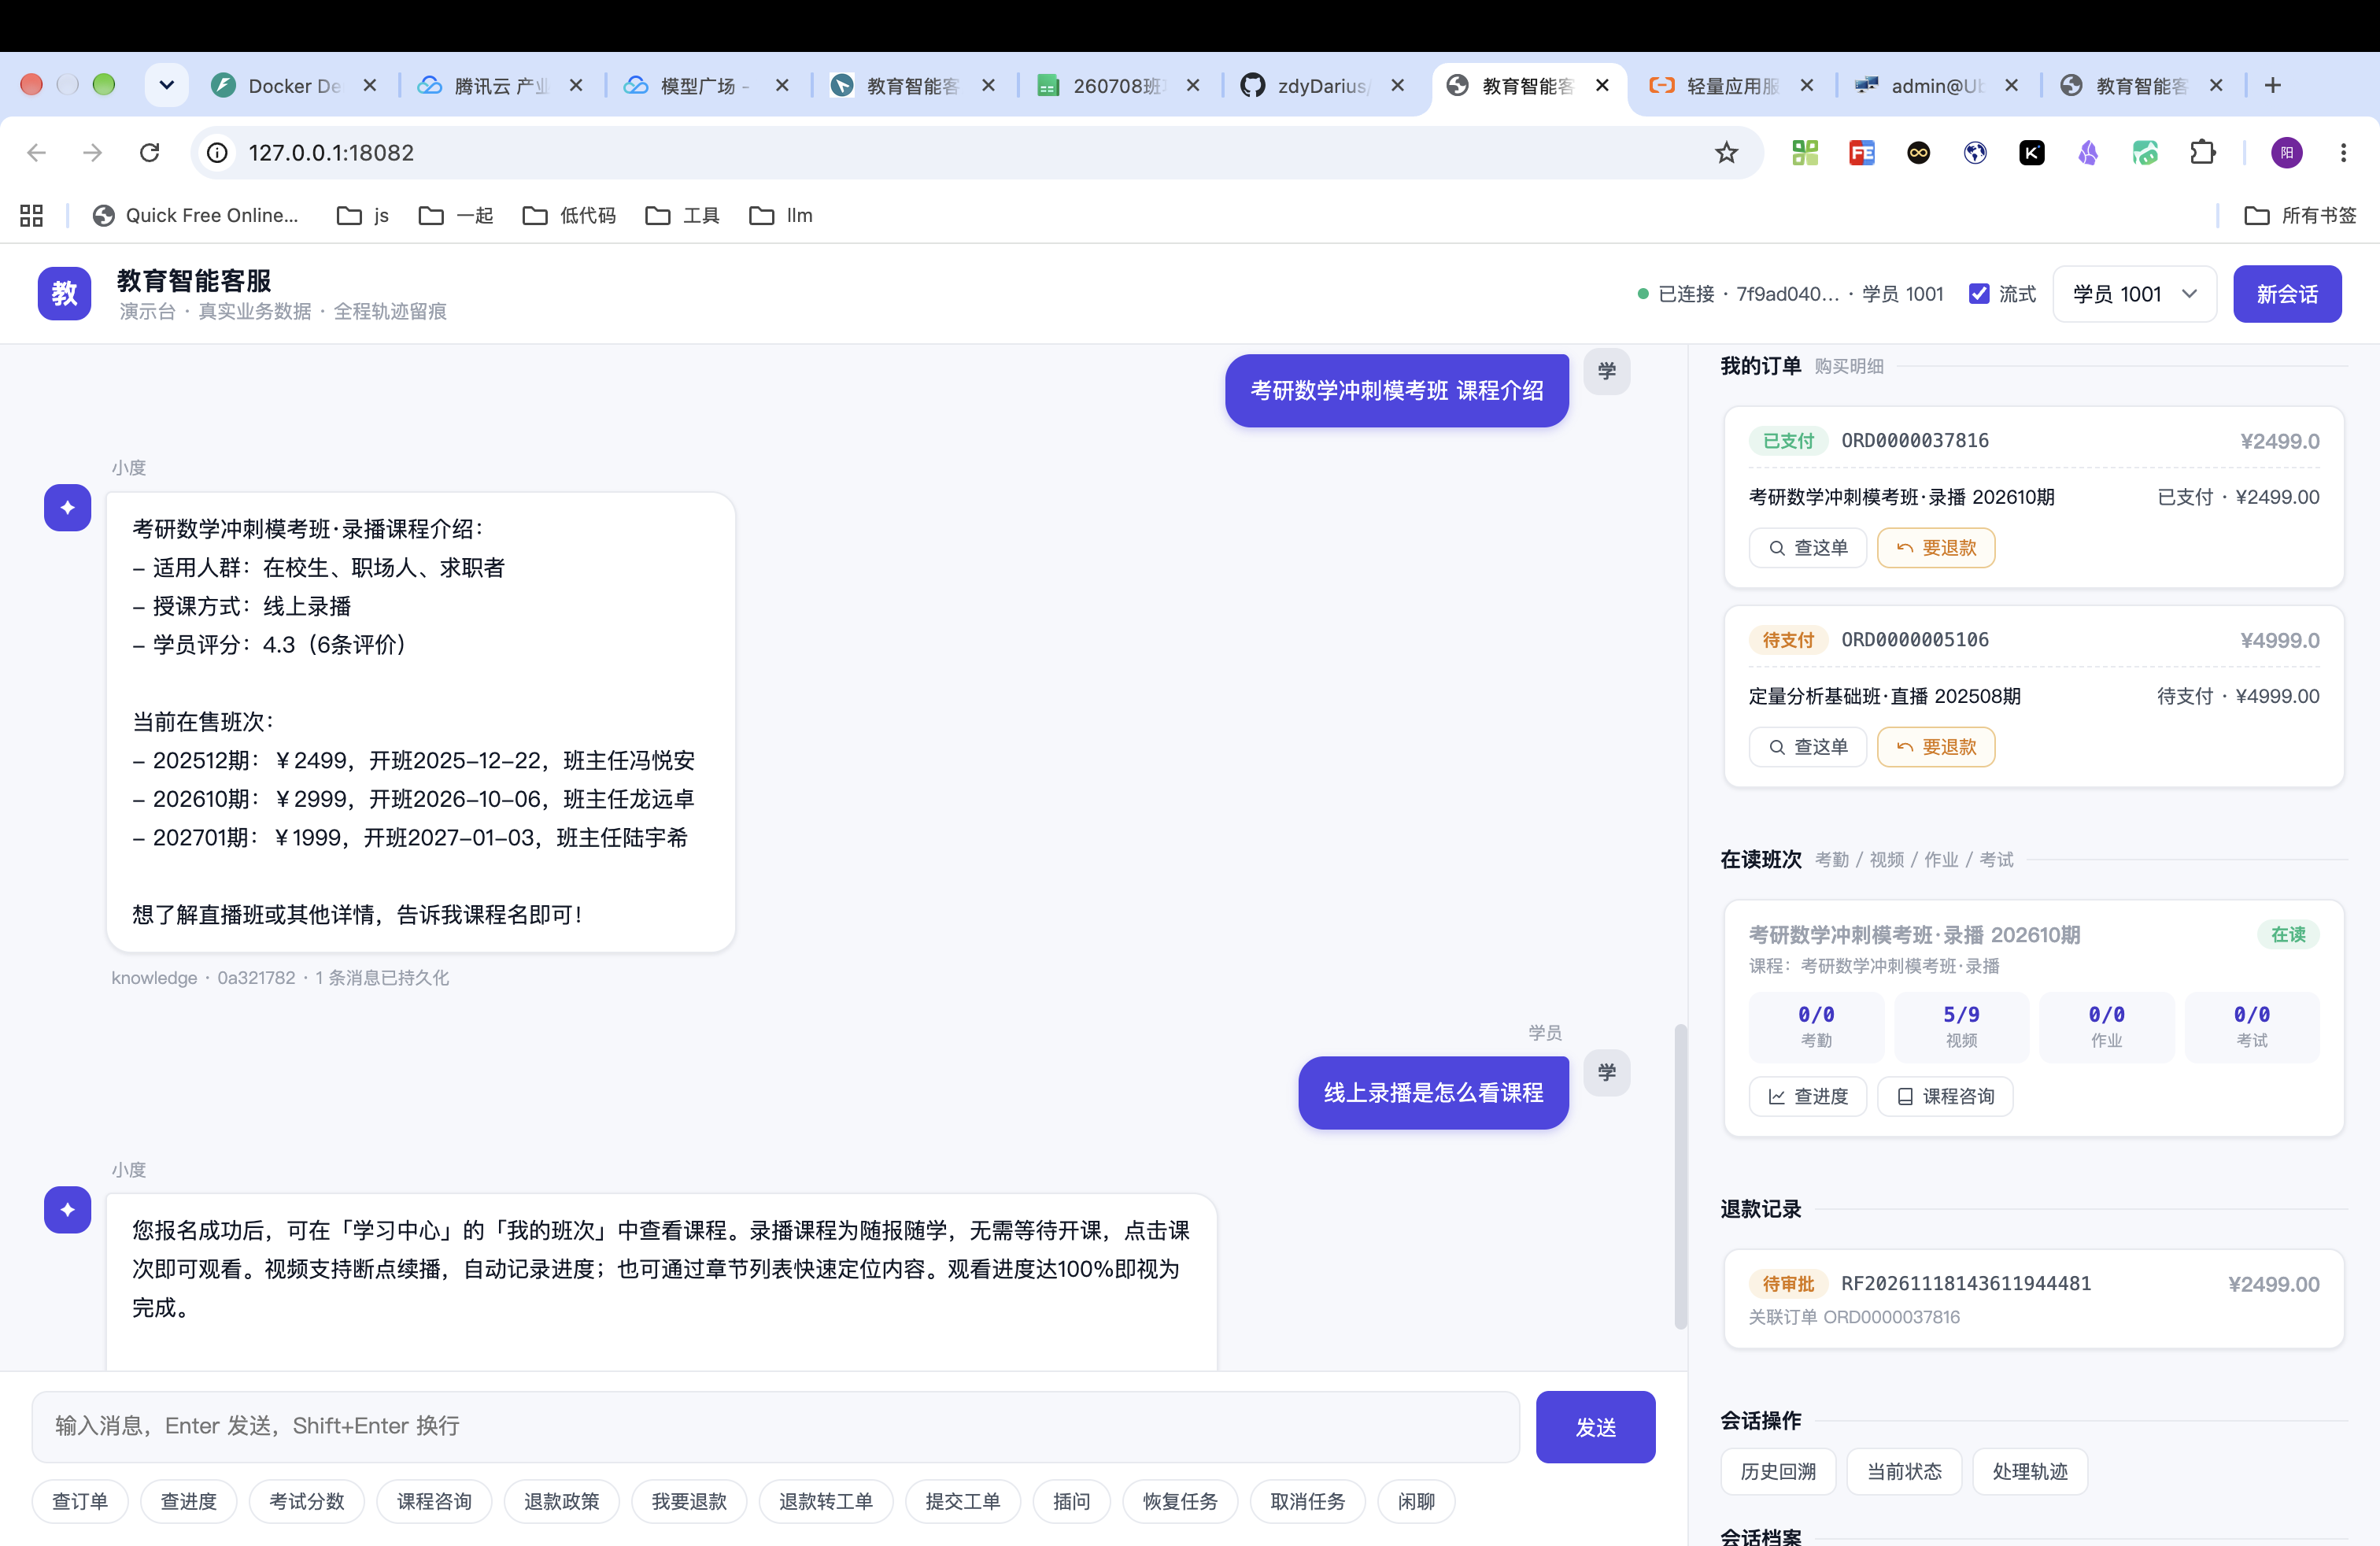 Docker De
腾讯云 产业
模型广场 -
教育智能客
260708班
zdyDarius/
教育智能客
轻量应用服
admin@Ub
教育智能客
127.0.0.1:18082
阳
Quick Free Online...
js
一起
低代码
工具
llm
所有书签
教
教育智能客服
演示台 · 真实业务数据 · 全程轨迹留痕
已连接 · 7f9ad040... · 学员 1001
流式
学员 1001
新会话
考研数学冲刺模考班 课程介绍
学
小度
考研数学冲刺模考班·录播课程介绍：
– 适用人群：在校生、职场人、求职者
– 授课方式：线上录播
– 学员评分：4.3（6条评价）
当前在售班次：
– 202512期：￥2499，开班2025-12-22，班主任冯悦安
– 202610期：￥2999，开班2026-10-06，班主任龙远卓
– 202701期：￥1999，开班2027-01-03，班主任陆宇希
想了解直播班或其他详情，告诉我课程名即可！
knowledge · 0a321782 · 1 条消息已持久化
学员
线上录播是怎么看课程
学
小度
您报名成功后，可在「学习中心」的「我的班次」中查看课程。录播课程为随报随学，无需等待开课，点击课
次即可观看。视频支持断点续播，自动记录进度；也可通过章节列表快速定位内容。观看进度达100%即视为
完成。
输入消息，Enter 发送，Shift+Enter 换行
发送
查订单
查进度
考试分数
课程咨询
退款政策
我要退款
退款转工单
提交工单
插问
恢复任务
取消任务
闲聊
我的订单 购买明细
已支付 ORD0000037816 ¥2499.0
考研数学冲刺模考班·录播 202610期 已支付 · ¥2499.00
查这单 要退款
待支付 ORD0000005106 ¥4999.0
定量分析基础班·直播 202508期 待支付 · ¥4999.00
查这单 要退款
在读班次 考勤 / 视频 / 作业 / 考试
考研数学冲刺模考班·录播 202610期 在读
课程：考研数学冲刺模考班·录播
0/0 5/9 0/0 0/0
考勤 视频 作业 考试
查进度 课程咨询
退款记录
待审批 RF20261118143611944481 ¥2499.00
关联订单 ORD0000037816
会话操作
历史回溯 当前状态 处理轨迹
会话档案